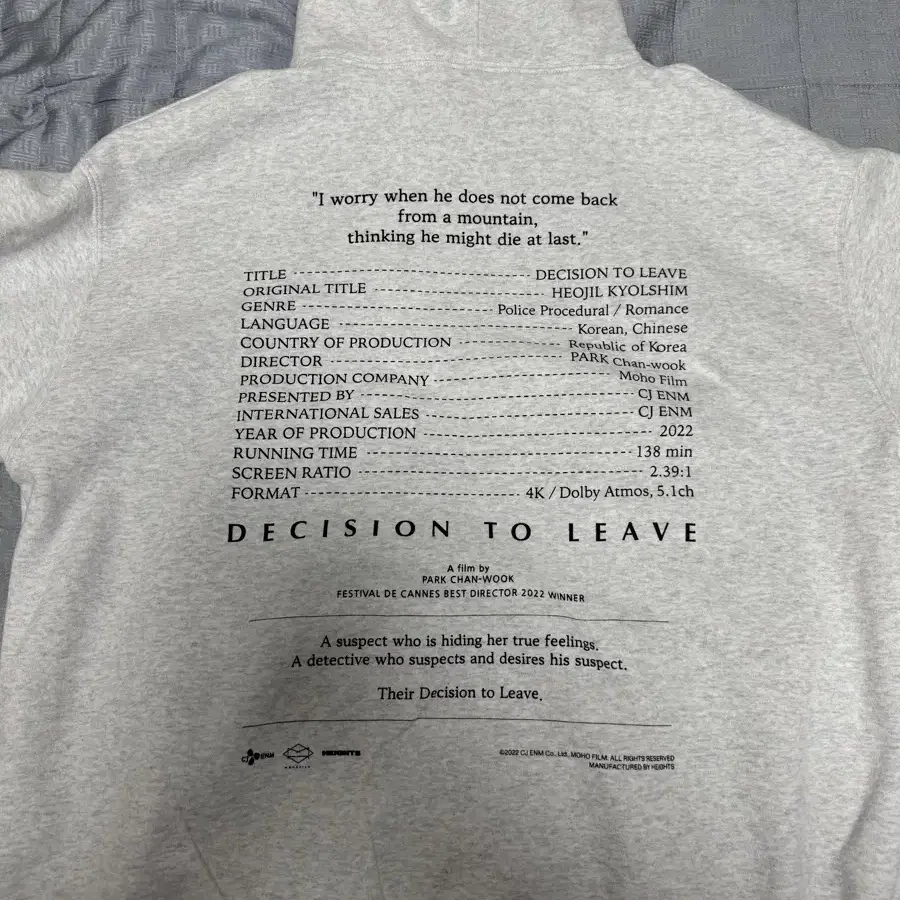 "I worry when he does not come back
from a mountain,
thinking he might die at last."
TITLE DECISION TO LEAVE
ORIGINAL TITLE HEOJIL KYOLSHIM
GENRE Police Procedural / Romance
LANGUAGE Korean, Chinese
COUNTRY OF PRODUCTION Republic of Korea
DIRECTOR PARK Chan-wook
PRODUCTION COMPANY Moho Film
PRESENTED BY CJ ENM
INTERNATIONAL SALES CJ ENM
YEAR OF PRODUCTION 2022
RUNNING TIME 138 min
SCREEN RATIO 2.39:1
FORMAT 4K / Dolby Atmos, 5.1ch
DECISION TO LEAVE
A film by
PARK CHAN-WOOK
FESTIVAL DE CANNES BEST DIRECTOR 2022 WINNER
A suspect who is hiding her true feelings.
A detective who suspects and desires his suspect.
Their Decision to Leave.
CJ ENM HEIGHTS ©2022 CJ ENM Co., Ltd, MOHO FILM. ALL RIGHTS RESERVED
MOHOFILM MANUFACTURED BY HEIGHTS